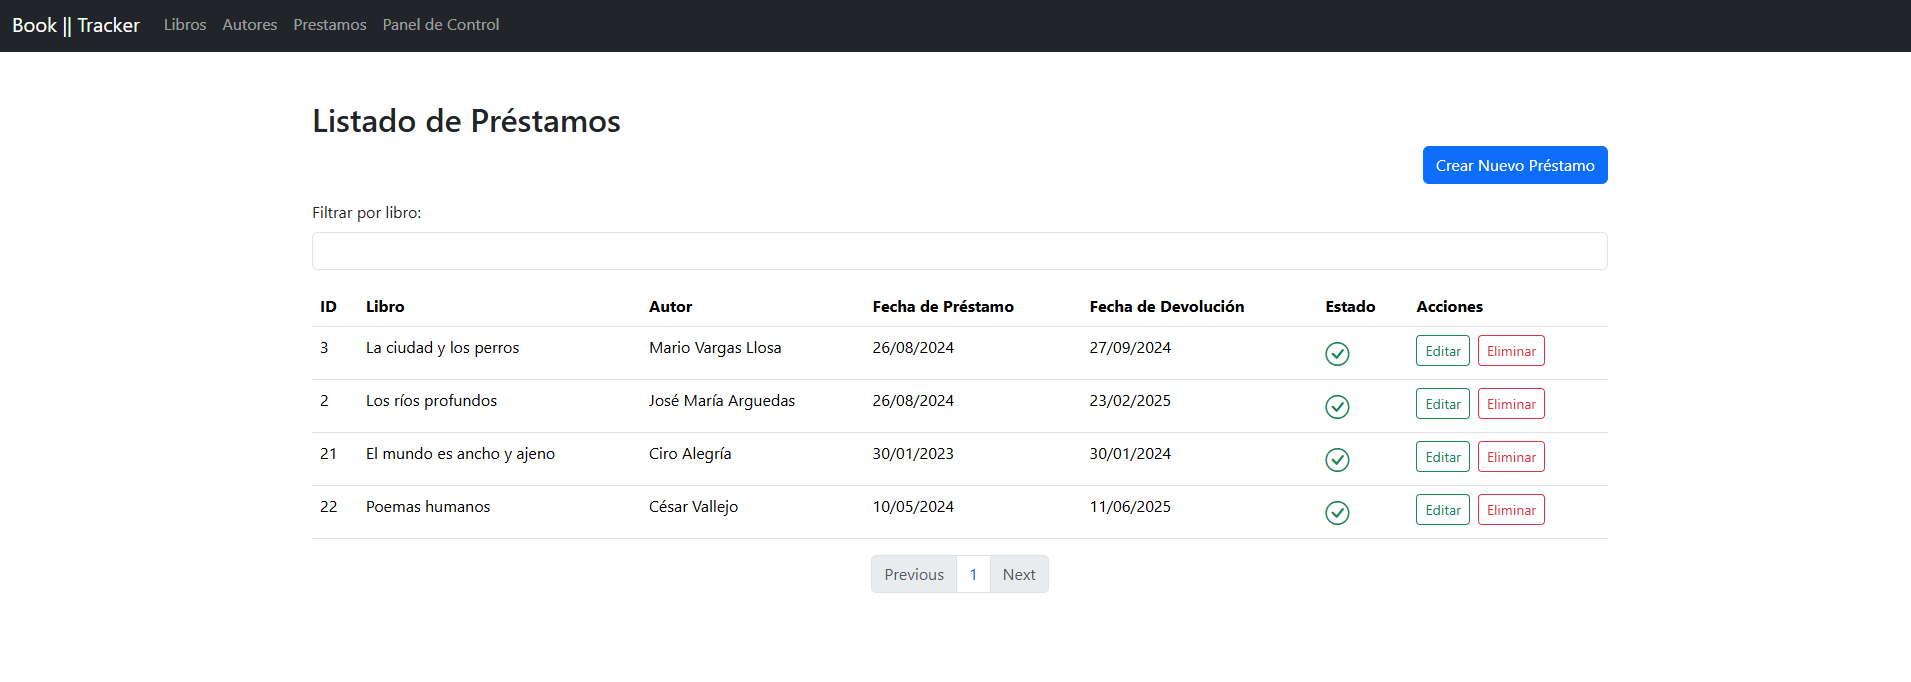 Book || Tracker Libros Autores Prestamos Panel de Control
Listado de Préstamos
Crear Nuevo Préstamo
Filtrar por libro:
ID Libro Autor Fecha de Préstamo Fecha de Devolución Estado Acciones
3 La ciudad y los perros Mario Vargas Llosa 26/08/2024 27/09/2024 Editar Eliminar
2 Los ríos profundos José María Arguedas 26/08/2024 23/02/2025 Editar Eliminar
21 El mundo es ancho y ajeno Ciro Alegría 30/01/2023 30/01/2024 Editar Eliminar
22 Poemas humanos César Vallejo 10/05/2024 11/06/2025 Editar Eliminar
Previous 1 Next